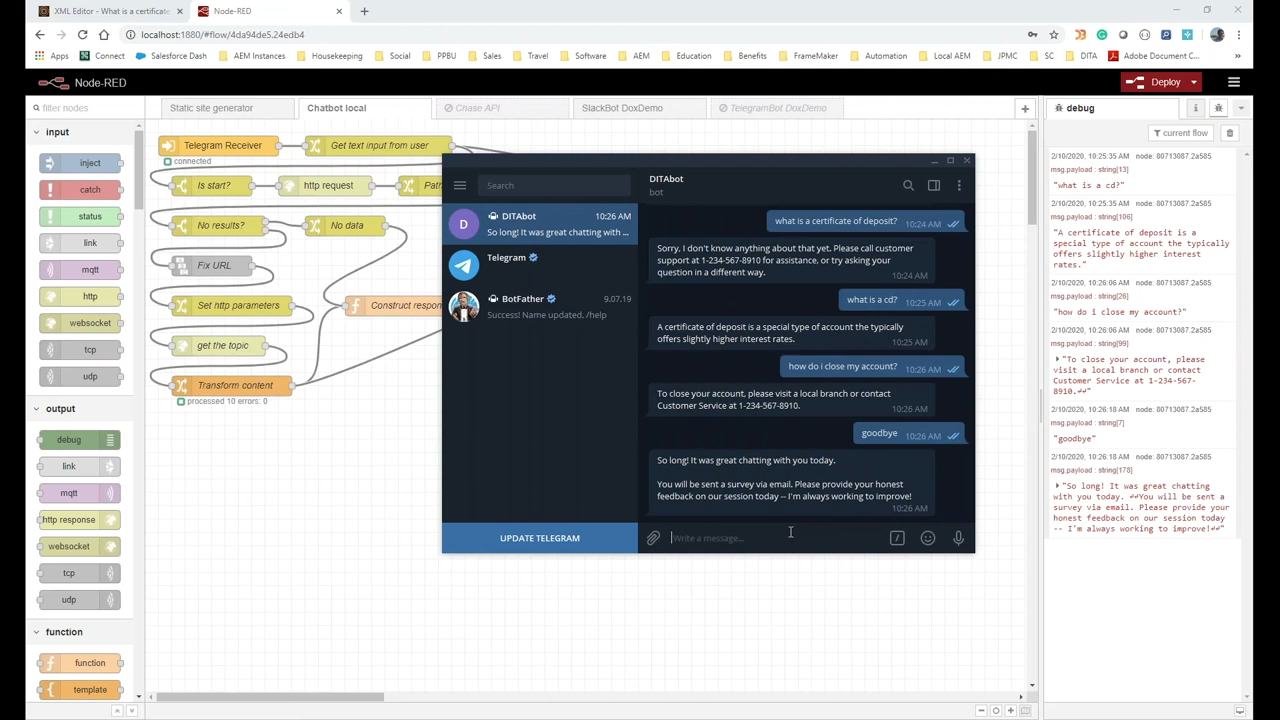 XML Editor - What is a certificate
Node-RED
localhost:1880/#flow/4da94de5.24edb4
Apps
Connect
Salesforce Dash
AEM Instances
Houseking
Social
PPBU
Sales
Travel
Software
AEM
Education
Benefits
FrameMaker
Automation
Local AEM
JPMC
SC
DITA
Adobe Document C...
Node-RED
Deploy
filter nodes
Static site generator
Chatbot local
Chase API
SlackBot DoxDemo
TelegramBot DoxDemo
debug
input
inject
catch
status
link
mqtt
http
websocket
tcp
udp
output
debug
link
mqtt
http response
websocket
tcp
udp
function
function
template
Telegram Receiver
connected
Get text input from user
Is start?
http request
No results?
No data
Fix URL
Set http parameters
get the topic
Transform content
processed 10 errors: 0
Search
DITAbot
10:26 AM
So long! It was great chatting with ...
Telegram
BotFather
9.07.19
Success! Name updated. /help
UPDATE TELEGRAM
DITAbot
bot
what is a certificate of deposit?
10:24 AM
Sorry, I don't know anything about that yet. Please call customer
support at 1-234-567-8910 for assistance, or try asking your
question in a different way.
10:24 AM
what is a cd?
10:25 AM
A certificate of deposit is a special type of account the typically
offers slightly higher interest rates.
10:25 AM
how do i close my account?
10:26 AM
To close your account, please visit a local branch or contact
Customer Service at 1-234-567-8910.
10:26 AM
goodbye
10:26 AM
So long! It was great chatting with you today.
You will be sent a survey via email. Please provide your honest
feedback on our session today -- I'm always working to improve!
10:26 AM
Write a message...
current flow
2/10/2020, 10:25:35 AM node: 80713087.2a585
msg.payload : string[13]
"what is a cd?"
2/10/2020, 10:25:35 AM node: 80713087.2a585
msg.payload : string[106]
"A certificate of deposit is a
special type of account the typically
offers slightly higher interest
rates."
2/10/2020, 10:26:06 AM node: 80713087.2a585
msg.payload : string[26]
"how do i close my account?"
2/10/2020, 10:26:06 AM node: 80713087.2a585
msg.payload : string[99]
"To close your account, please
visit a local branch or contact
Customer Service at 1-234-567-
8910.↵↵"
2/10/2020, 10:26:18 AM node: 80713087.2a585
msg.payload : string[7]
"goodbye"
2/10/2020, 10:26:18 AM node: 80713087.2a585
msg.payload : string[178]
"So long! It was great chatting
with you today. ↵↵You will be sent a
survey via email. Please provide your
honest feedback on our session today
-- I'm always working to improve!↵↵"